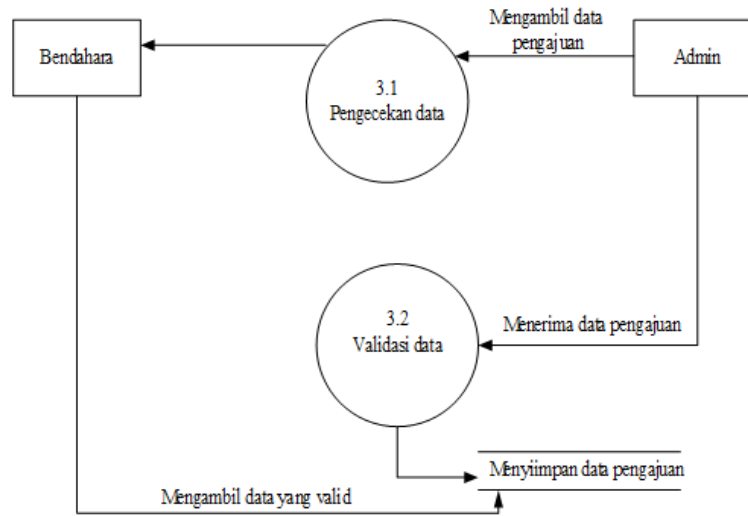 Mengambil data
pengajuan
Bendahara
Admin
3.1
Pengecekan data
3.2
Validasi data
Menerima data pengajuan
Menyiimpan data pengajuan
Mengambil data yang valid